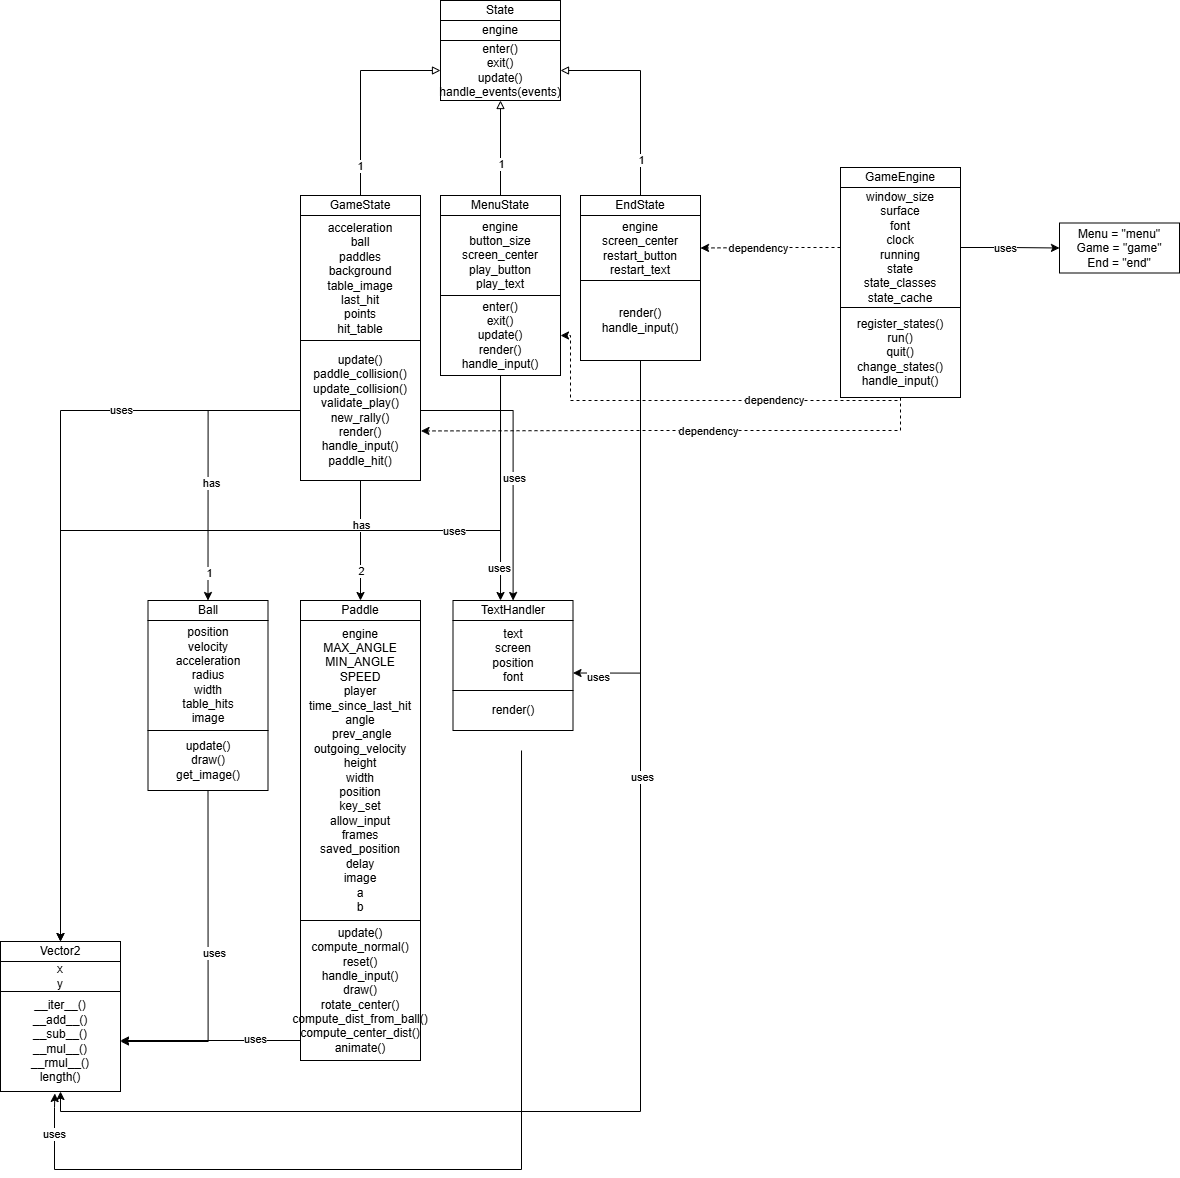 State
engine
enter()
exit()
update()
handle_events(events)
1
1
1
GameState
acceleration
ball
paddles
background
table_image
last_hit
points
hit_table
update()
paddle_collision()
update_collision()
validate_play()
new_rally()
render()
handle_input()
paddle_hit()
MenuState
engine
button_size
screen_center
play_button
play_text
enter()
exit()
update()
render()
handle_input()
EndState
engine
screen_center
restart_button
restart_text
render()
handle_input()
GameEngine
window_size
surface
font
clock
running
state
state_classes
state_cache
register_states()
run()
quit()
change_states()
handle_input()
Menu = "menu"
Game = "game"
End = "end"
dependency
uses
dependency
dependency
uses
has
uses
has
uses
uses
1
2
Ball
position
velocity
acceleration
radius
width
table_hits
image
update()
draw()
get_image()
Paddle
engine
MAX_ANGLE
MIN_ANGLE
SPEED
player
time_since_last_hit
angle
prev_angle
outgoing_velocity
height
width
position
key_set
allow_input
frames
saved_position
delay
image
a
b
update()
compute_normal()
reset()
handle_input()
draw()
rotate_center()
compute_dist_from_ball()
compute_center_dist()
animate()
TextHandler
text
screen
position
font
render()
uses
uses
uses
uses
Vector2
x
y
__iter__()
__add__()
__sub__()
__mul__()
__rmul__()
length()
uses